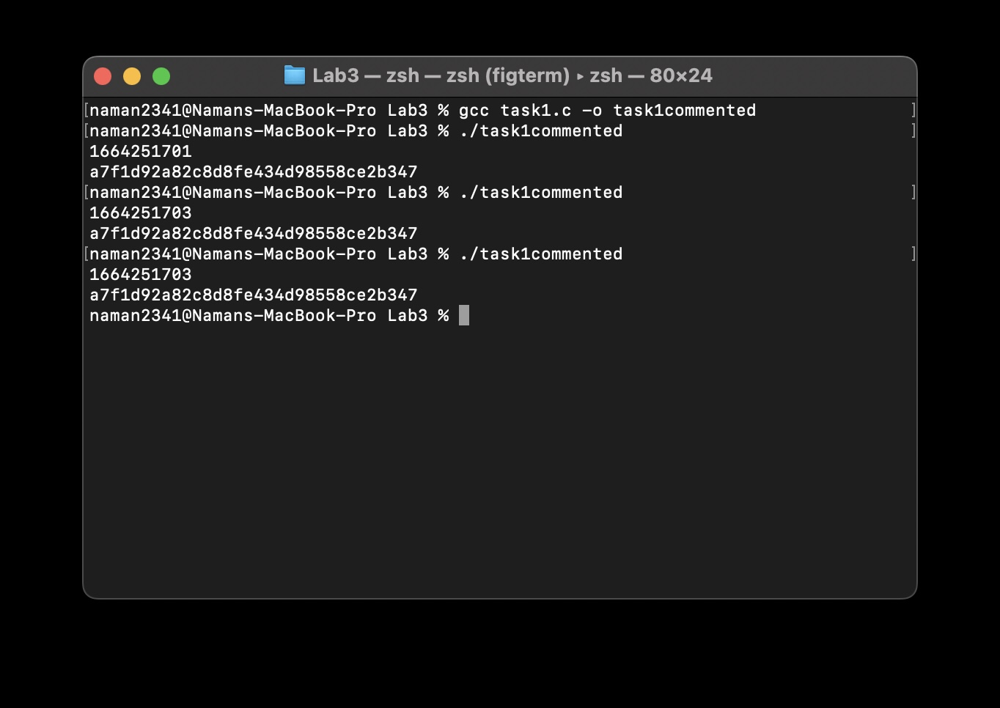 Lab3 — zsh — zsh (figterm) ▸ zsh — 80×24
[naman2341@Namans-MacBook-Pro Lab3 % gcc task1.c -o task1commented ]
[naman2341@Namans-MacBook-Pro Lab3 % ./task1commented ]
1664251701
a7f1d92a82c8d8fe434d98558ce2b347
[naman2341@Namans-MacBook-Pro Lab3 % ./task1commented ]
1664251703
a7f1d92a82c8d8fe434d98558ce2b347
[naman2341@Namans-MacBook-Pro Lab3 % ./task1commented ]
1664251703
a7f1d92a82c8d8fe434d98558ce2b347
naman2341@Namans-MacBook-Pro Lab3 %